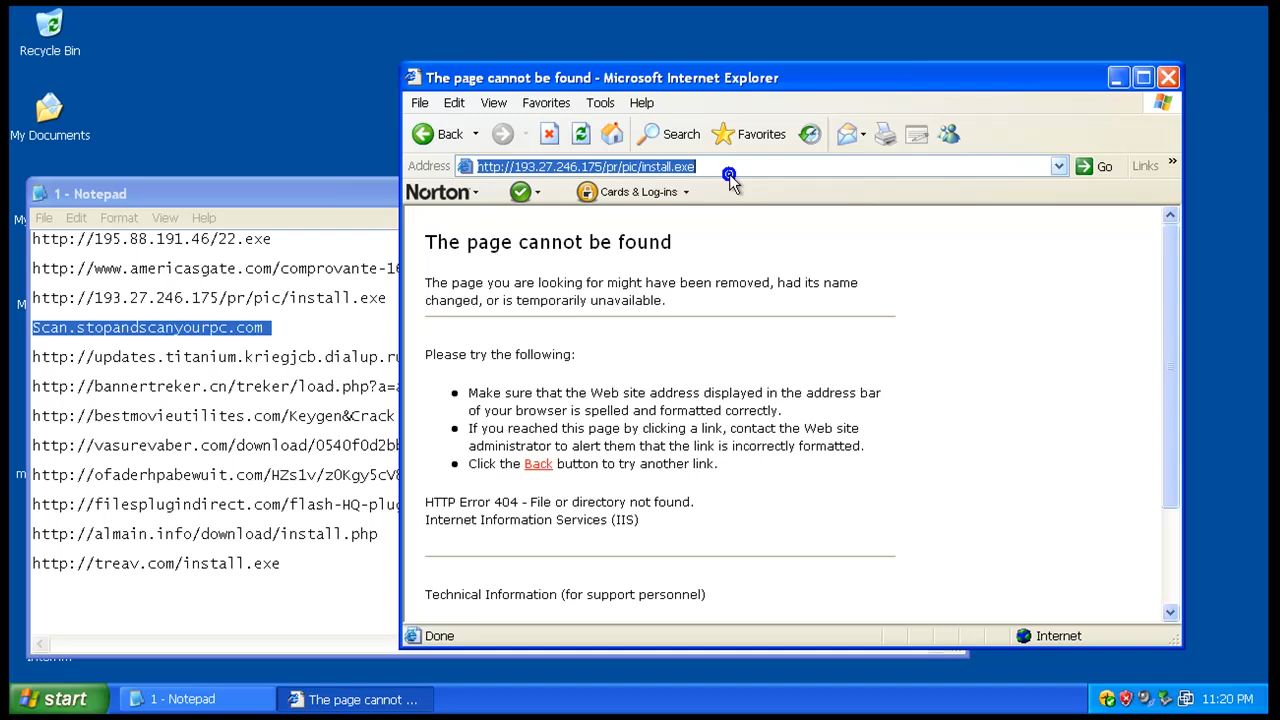 Recycle Bin
My Documents
My
N
m
Interim
1 - Notepad
File Edit Format View Help
http://195.88.191.46/22.exe
http://www.americasgate.com/comprovante-16
http://193.27.246.175/pr/pic/install.exe
Scan.stopandscanyourpc.com
http://updates.titanium.kriegjcb.dialup.ru
http://bannertreker.cn/treker/load.php?a=a
http://bestmovieutilites.com/Keygen&Crack
http://vasurevaber.com/download/0540f0d2bb
http://ofaderhpabewuit.com/HZs1v/z0Kgy5cV8
http://filesplugindirect.com/flash-HQ-plug
http://almain.info/download/install.php
http://treav.com/install.exe
The page cannot be found - Microsoft Internet Explorer
File Edit View Favorites Tools Help
Back Search Favorites
Address http://193.27.246.175/pr/pic/install.exe Go Links »
Norton Cards & Log-ins
The page cannot be found
The page you are looking for might have been removed, had its name
changed, or is temporarily unavailable.
Please try the following:
Make sure that the Web site address displayed in the address bar
of your browser is spelled and formatted correctly.
If you reached this page by clicking a link, contact the Web site
administrator to alert them that the link is incorrectly formatted.
Click the Back button to try another link.
HTTP Error 404 - File or directory not found.
Internet Information Services (IIS)
Technical Information (for support personnel)
Done Internet
start 1 - Notepad The page cannot ... 11:20 PM